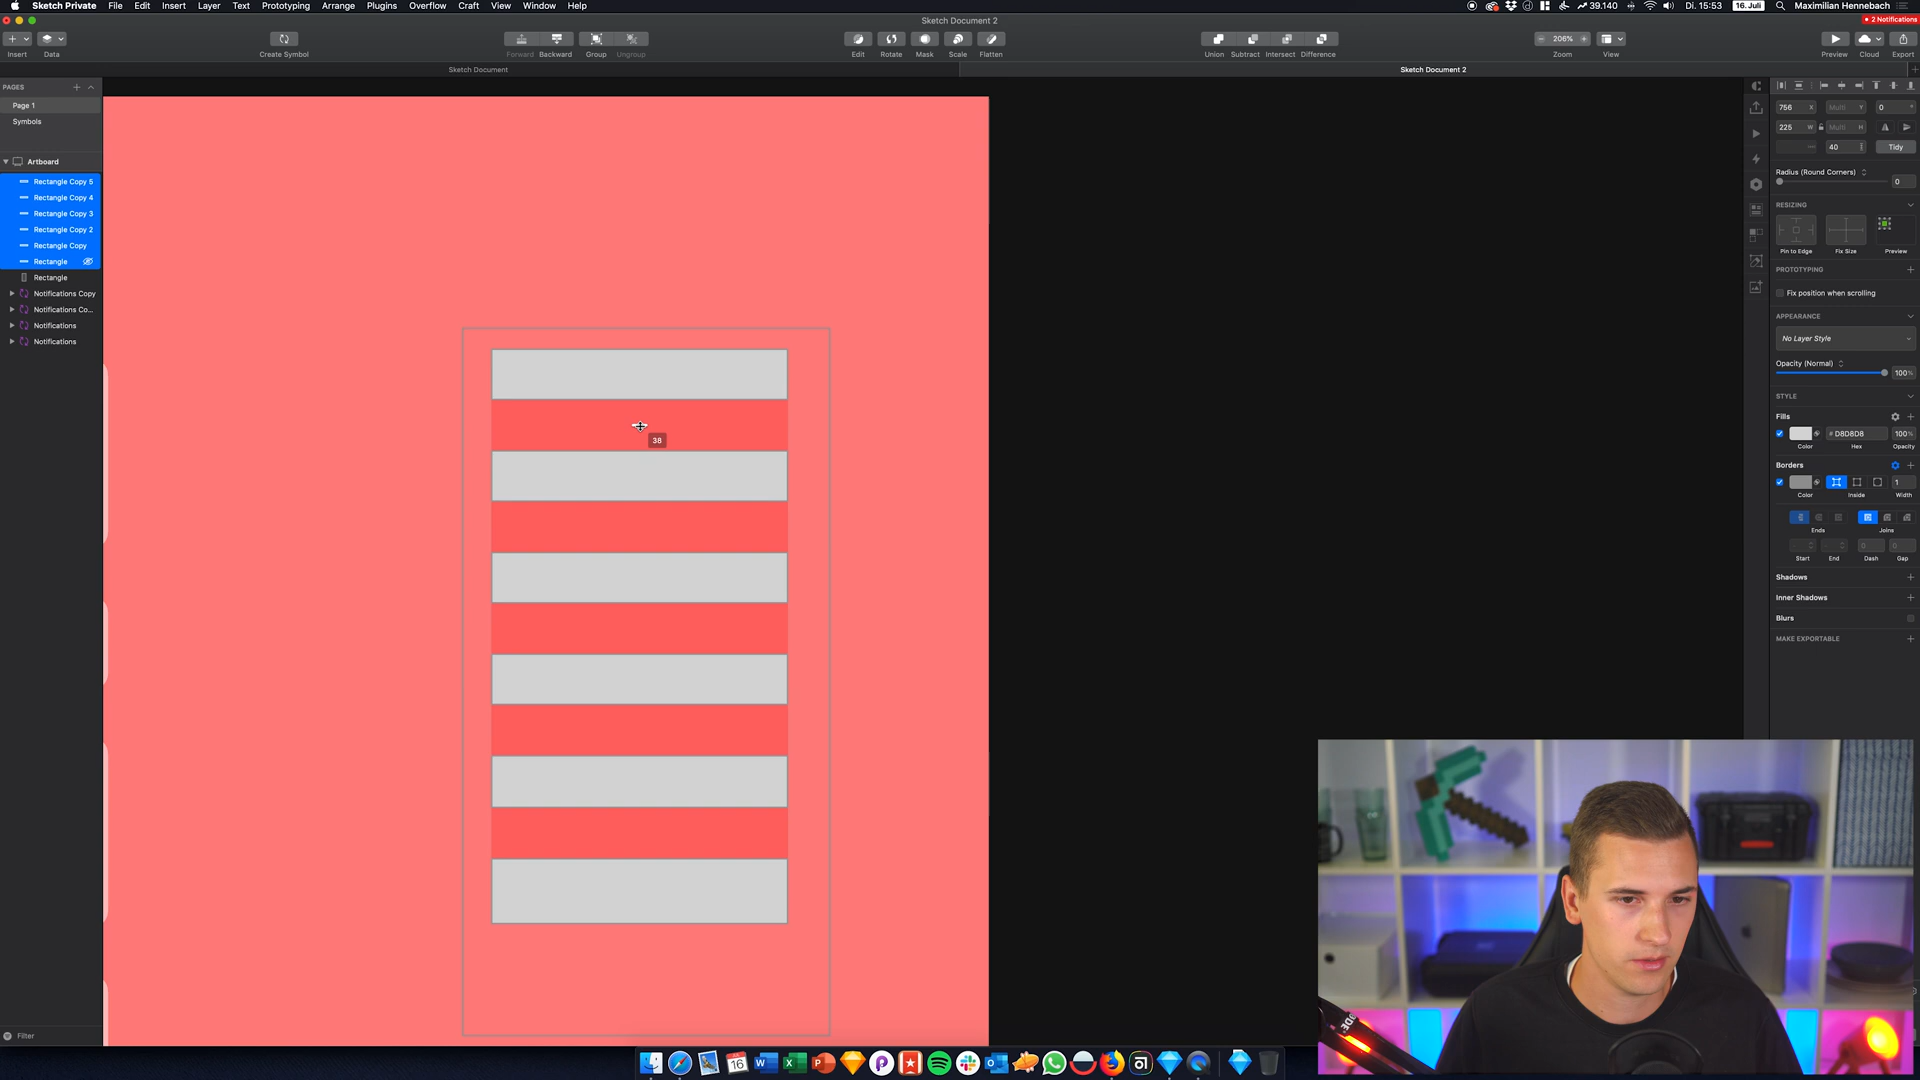 Sketch Private File Edit Insert Layer Text Prototyping Arrange Plugins Overflow Craft View Window Help
39.140 Di. 15:53 16. Juli Maximilian Hennebach
Sketch Document 2
2 Notifications
Insert Data Create Symbol Forward Backward Group Ungroup Edit Rotate Mask Scale Flatten Union Subtract Intersect Difference 206% Zoom View Preview Cloud Export
Sketch Document Sketch Document 2
PAGES
Page 1
Symbols
Artboard
Rectangle Copy 5
Rectangle Copy 4
Rectangle Copy 3
Rectangle Copy 2
Rectangle Copy
Rectangle
Rectangle
Notifications Copy
Notifications Co...
Notifications
Notifications
Filter
38
756 X Multi Y 0 °
225 W Multi H
40 Tidy
Radius (Round Corners)
0
RESIZING
Pin to Edge Fix Size Preview
PROTOTYPING
Fix position when scrolling
APPEARANCE
No Layer Style
Opacity (Normal)
100%
STYLE
Fills
# D8D8D8 100%
Color Hex Opacity
Borders
1
Color Inside Width
Ends Joins
0 0
Start End Dash Gap
Shadows
Inner Shadows
Blurs
MAKE EXPORTABLE
16